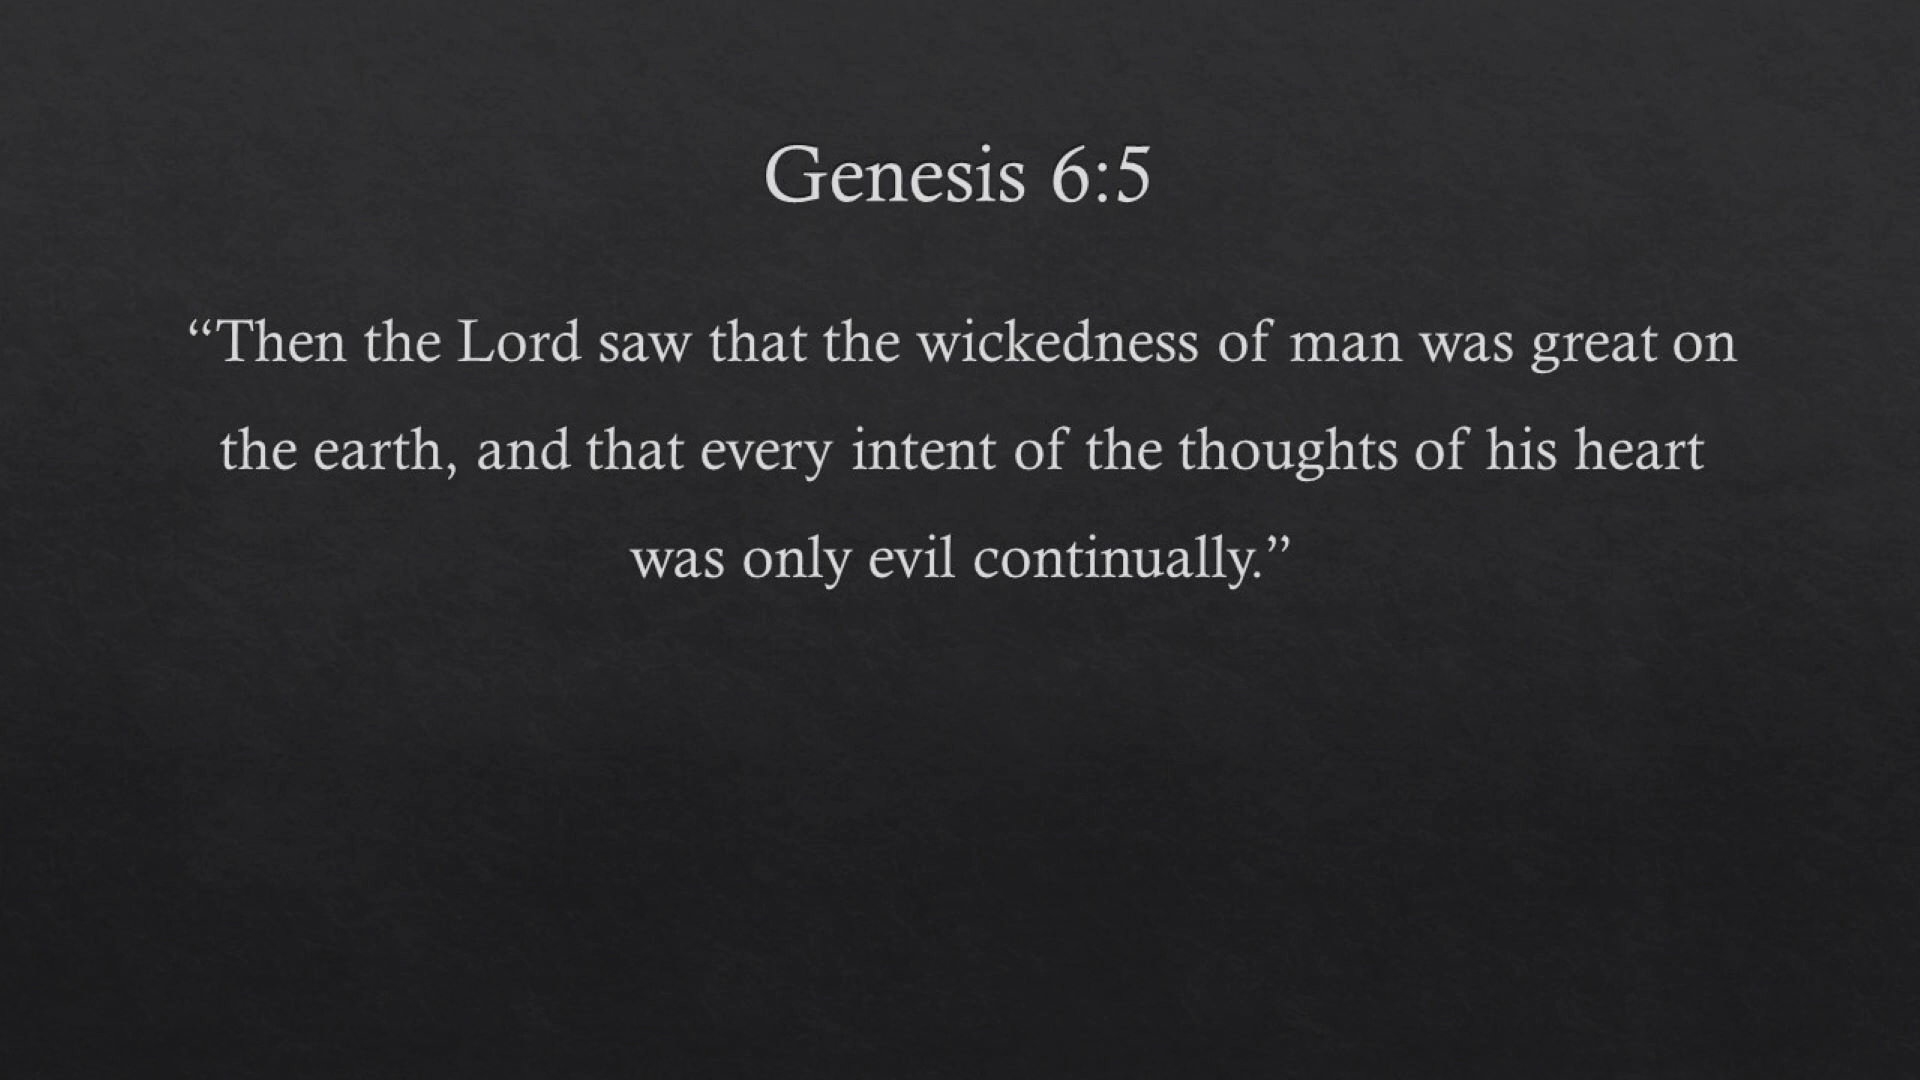 Genesis 6:5
“Then the Lord saw that the wickedness of man was great on
the earth, and that every intent of the thoughts of his heart
was only evil continually.”